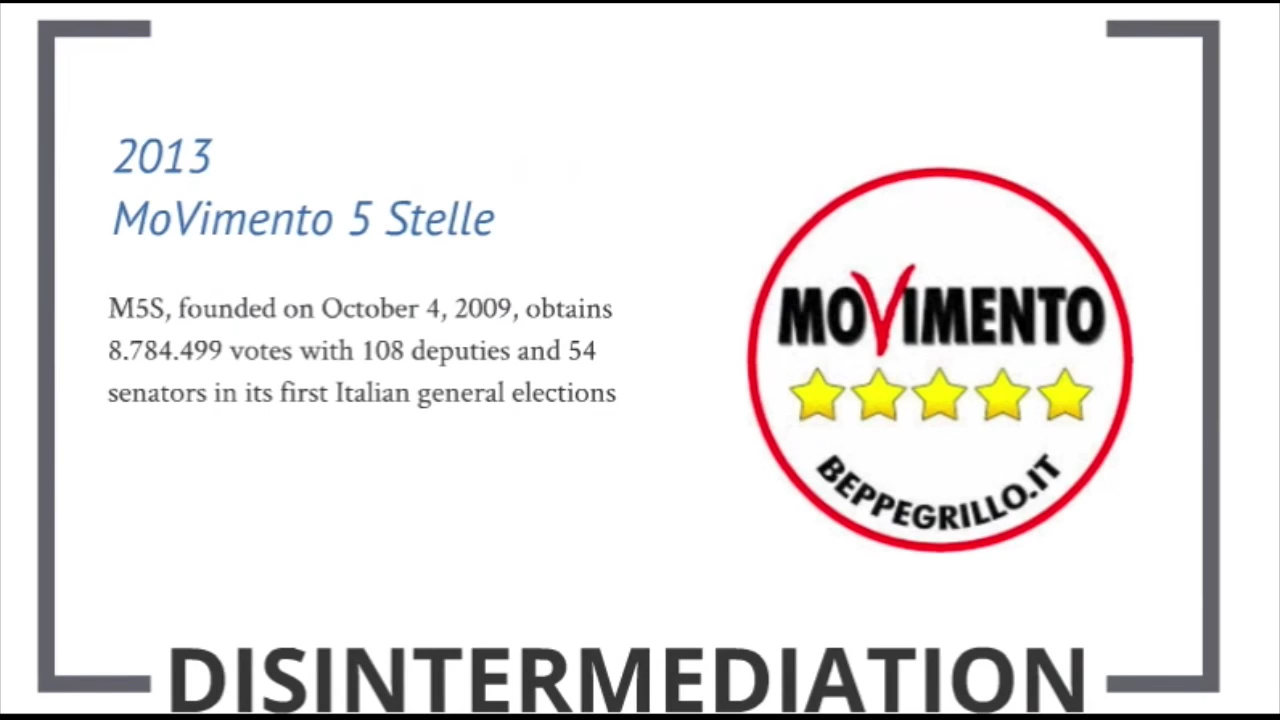 2013
MoVimento 5 Stelle
M5S, founded on October 4, 2009, obtains
8.784.499 votes with 108 deputies and 54
senators in its first Italian general elections
MOVIMENTO
BEPPEGRILLO.IT
DISINTERMEDIATION